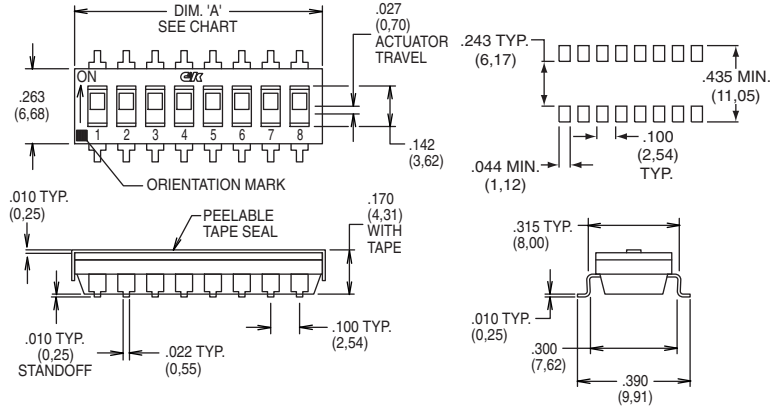 DIM. 'A'
SEE CHART
.027
(0,70)
ACTUATOR
TRAVEL
ON
C&K
.263
(6,68)
1 2 3 4 5 6 7 8
.142
(3,62)
ORIENTATION MARK
.243 TYP.
(6,17)
.435 MIN.
(11,05)
.100
(2,54)
TYP.
.044 MIN.
(1,12)
.010 TYP.
(0,25)
PEELABLE
TAPE SEAL
.170
(4,31)
WITH
TAPE
.010 TYP.
(0,25)
STANDOFF
.022 TYP.
(0,55)
.100 TYP.
(2,54)
.315 TYP.
(8,00)
.010 TYP.
(0,25)
.300
(7,62)
.390
(9,91)